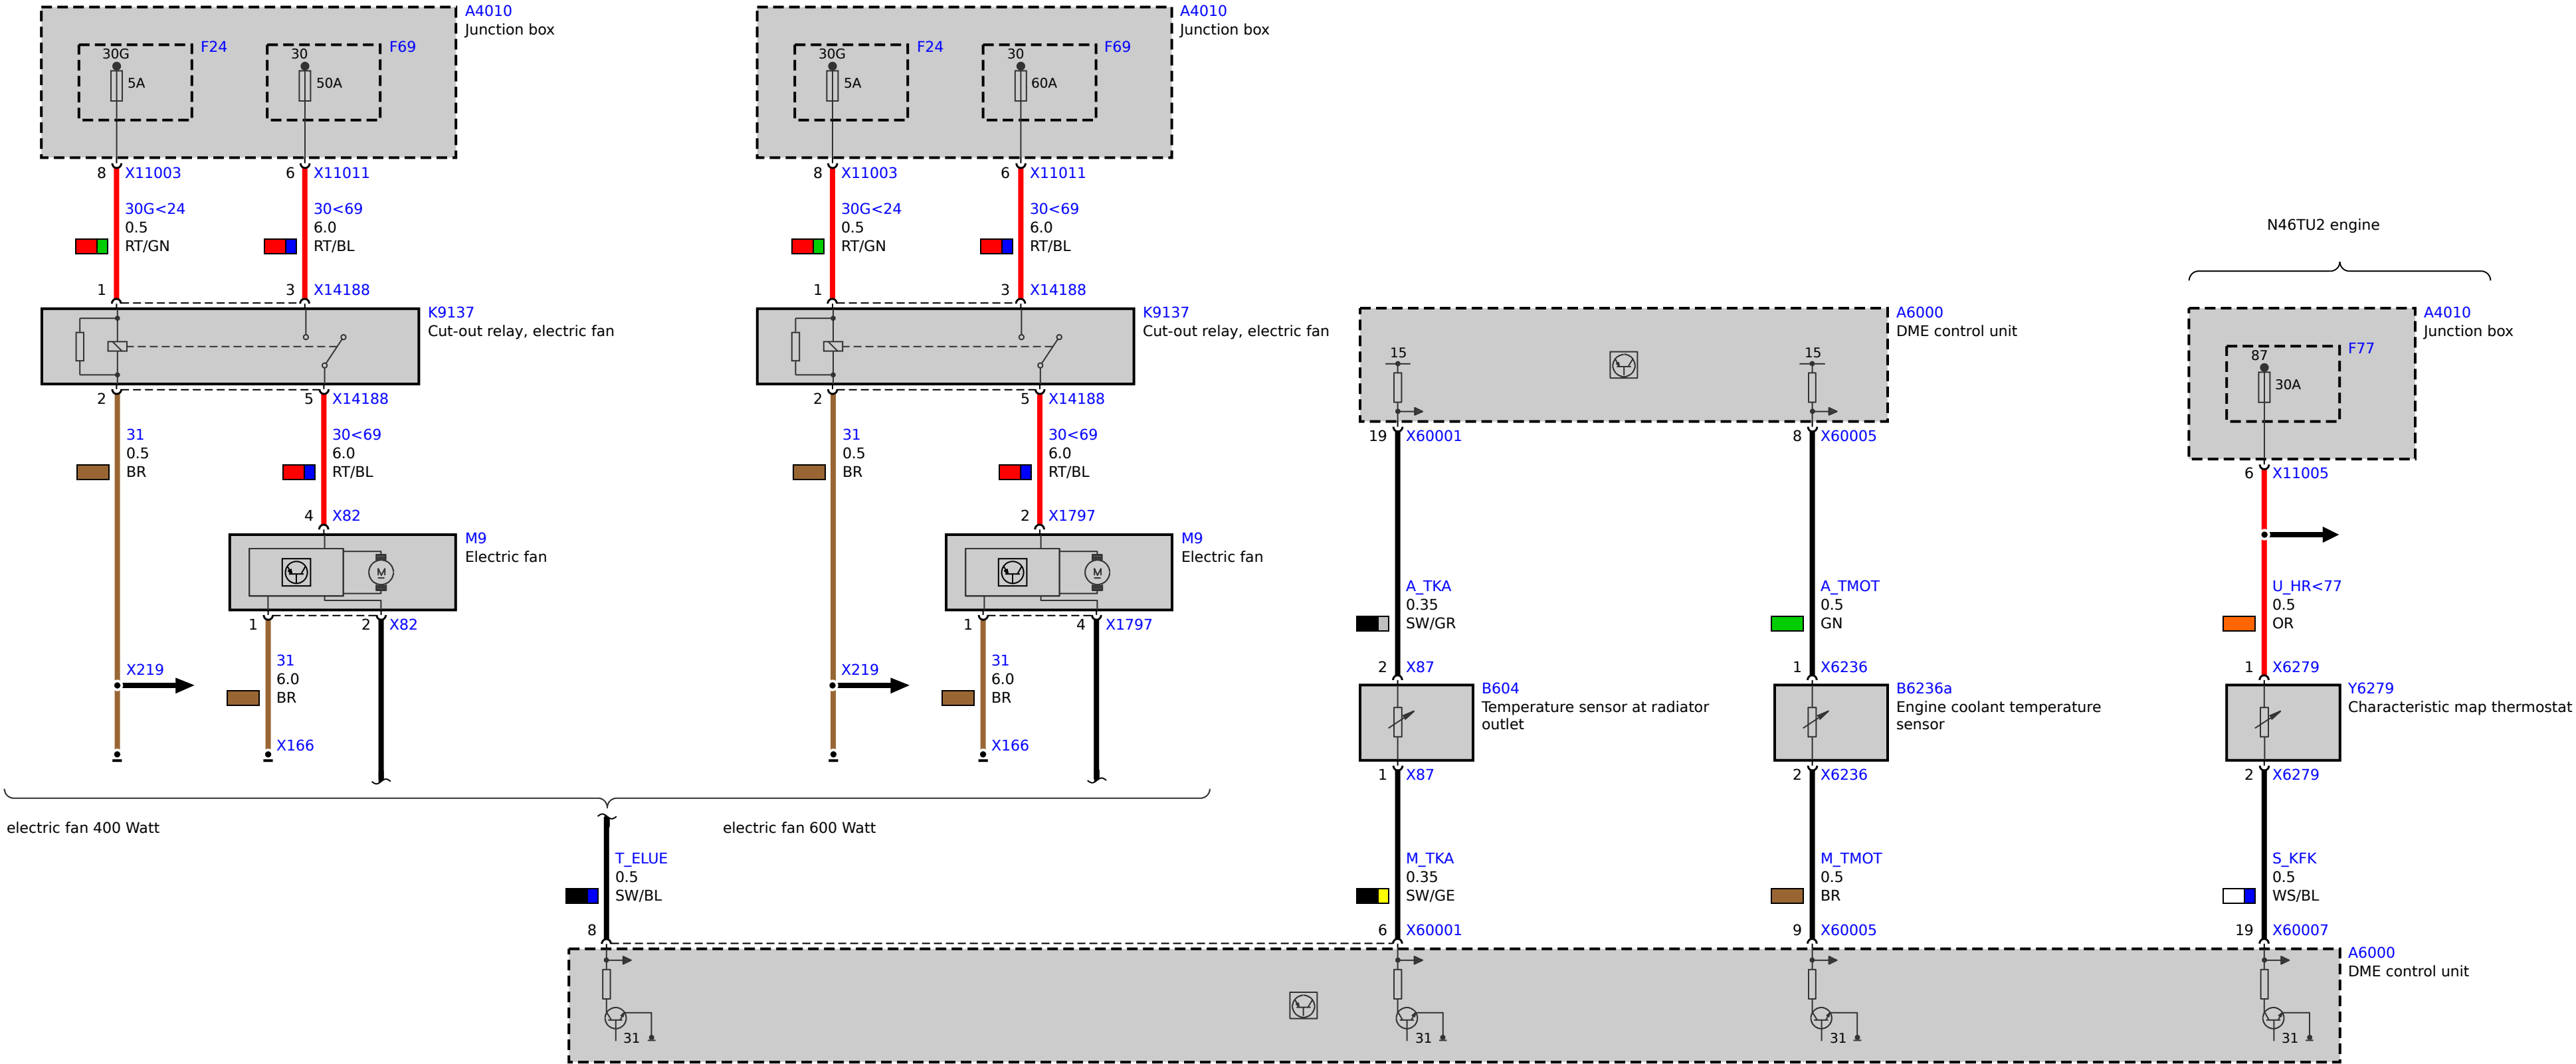 A4010
Junction box
30G
F24
30
F69
5A
50A
8 X11003
6 X11011
30G<24
0.5
RT/GN
30<69
6.0
RT/BL
1
3 X14188
K9137
Cut-out relay, electric fan
2
5 X14188
31
0.5
BR
30<69
6.0
RT/BL
4 X82
M9
Electric fan
M
1
2 X82
X219
31
6.0
BR
X166
electric fan 400 Watt
A4010
Junction box
30G
F24
30
F69
5A
60A
8 X11003
6 X11011
30G<24
0.5
RT/GN
30<69
6.0
RT/BL
1
3 X14188
K9137
Cut-out relay, electric fan
2
5 X14188
31
0.5
BR
30<69
6.0
RT/BL
2 X1797
M9
Electric fan
M
1
4 X1797
X219
31
6.0
BR
X166
electric fan 600 Watt
T_ELUE
0.5
SW/BL
8
A6000
DME control unit
15
15
19 X60001
8 X60005
A_TKA
0.35
SW/GR
2 X87
B604
Temperature sensor at radiator
outlet
1 X87
M_TKA
0.35
SW/GE
6 X60001
A_TMOT
0.5
GN
1 X6236
B6236a
Engine coolant temperature
sensor
2 X6236
M_TMOT
0.5
BR
9 X60005
N46TU2 engine
A4010
Junction box
87
F77
30A
6 X11005
U_HR<77
0.5
OR
1 X6279
Y6279
Characteristic map thermostat
2 X6279
S_KFK
0.5
WS/BL
19 X60007
A6000
DME control unit
31
31
31
31